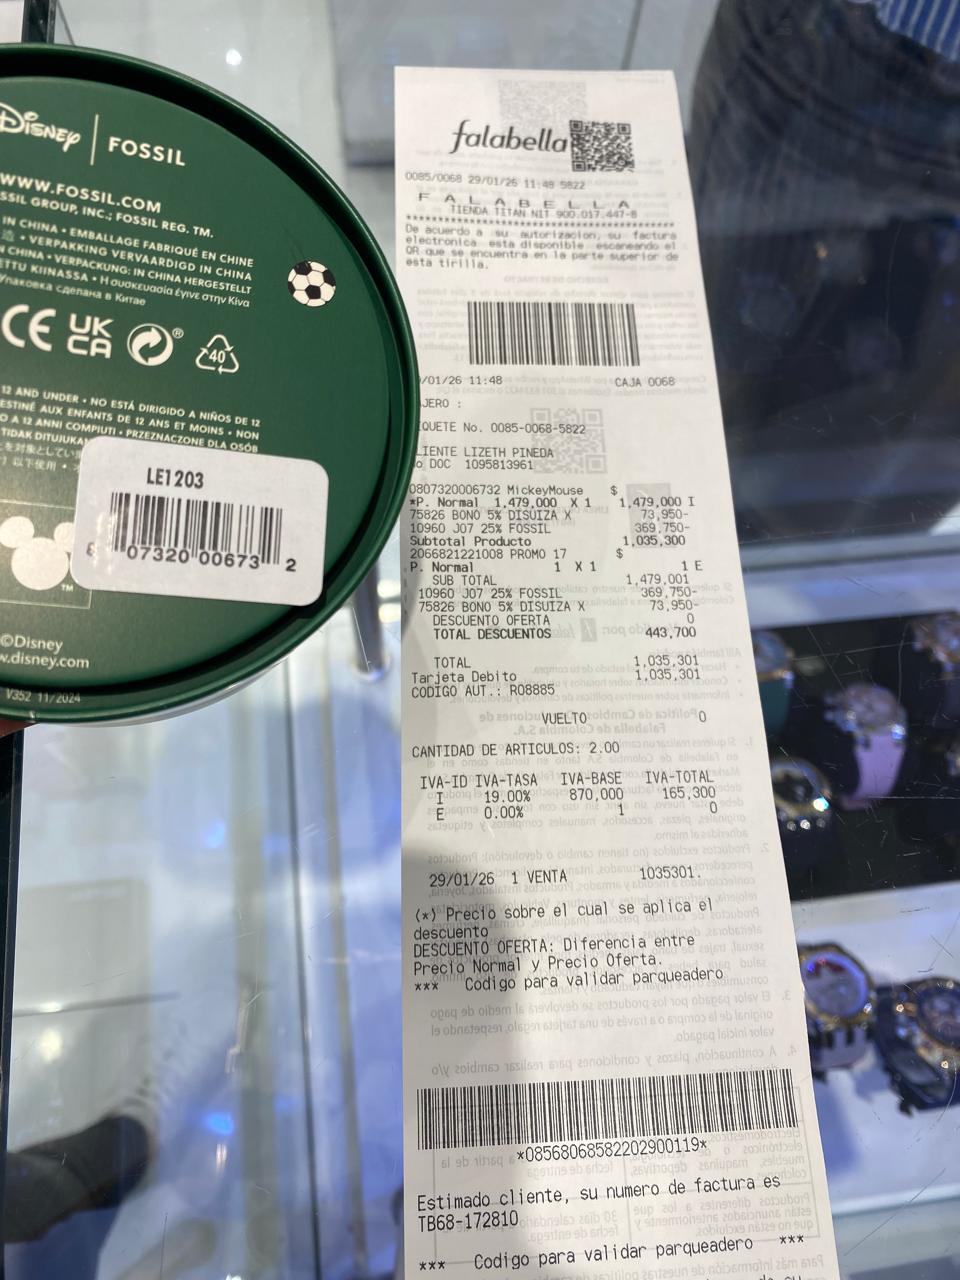 Disney | FOSSIL
WWW.FOSSIL.COM
SSIL GROUP, INC.; FOSSIL REG. TM.
IN CHINA • EMBALLAGE FABRIQUÉ EN CHINE
造 • VERPAKKING VERVAARDIGD IN CHINA
CHINA • VERPACKUNG: IN CHINA HERGESTELLT
ETTU KIINASSA • Η συσκευασία έγινε στην Κίνα
Упаковка сделана в Китае
CE UK CA ® 40
12 AND UNDER • NO ESTÁ DIRIGIDO A NIÑOS DE 12
ESTINÉ AUX ENFANTS DE 12 ANS ET MOINS • NON
O A 12 ANNI COMPIUTI • PRZEZNACZONE DLA OSÓB
TIDAK DITUJUKAN
LE1203
8 07320 00673 2
TM
©Disney
w.disney.com
V352 11/2024
falabella
0085/0068 29/01/26 11:48 5822
F A L A B E L L A
TIENDA TITAN NIT 900.017.447-8
De acuerdo a su autorizacion, su factura
electronica esta disponible escaneando el
QR que se encuentra en la parte superior de
esta tirilla.
/01/26 11:48 CAJA 0068
JERO :
QUETE No. 0085-0068-5822
LIENTE LIZETH PINEDA
o DOC 1095813961
0807320006732 MickeyMouse $
*P. Normal 1,479,000 X 1 1,479,000 I
75826 BONO 5% DISUIZA X 73,950-
10960 J07 25% FOSSIL 369,750-
Subtotal Producto 1,035,300
2066821221008 PROMO 17 $
P. Normal 1 X 1 1 E
SUB TOTAL 1,479,001
10960 J07 25% FOSSIL 369,750-
75826 BONO 5% DISUIZA X 73,950-
DESCUENTO OFERTA 0
TOTAL DESCUENTOS 443,700
TOTAL 1,035,301
Tarjeta Debito 1,035,301
CODIGO AUT.: RO8885
VUELTO 0
CANTIDAD DE ARTICULOS: 2.00
IVA-ID IVA-TASA IVA-BASE IVA-TOTAL
I 19.00% 870,000 165,300
E 0.00% 1 0
29/01/26 1 VENTA 1035301.
(*) Precio sobre el cual se aplica el
descuento
DESCUENTO OFERTA: Diferencia entre
Precio Normal y Precio Oferta.
*** Codigo para validar parqueadero
*08568068582202900119*
Estimado cliente, su numero de factura es
TB68-172810
*** Codigo para validar parqueadero ***